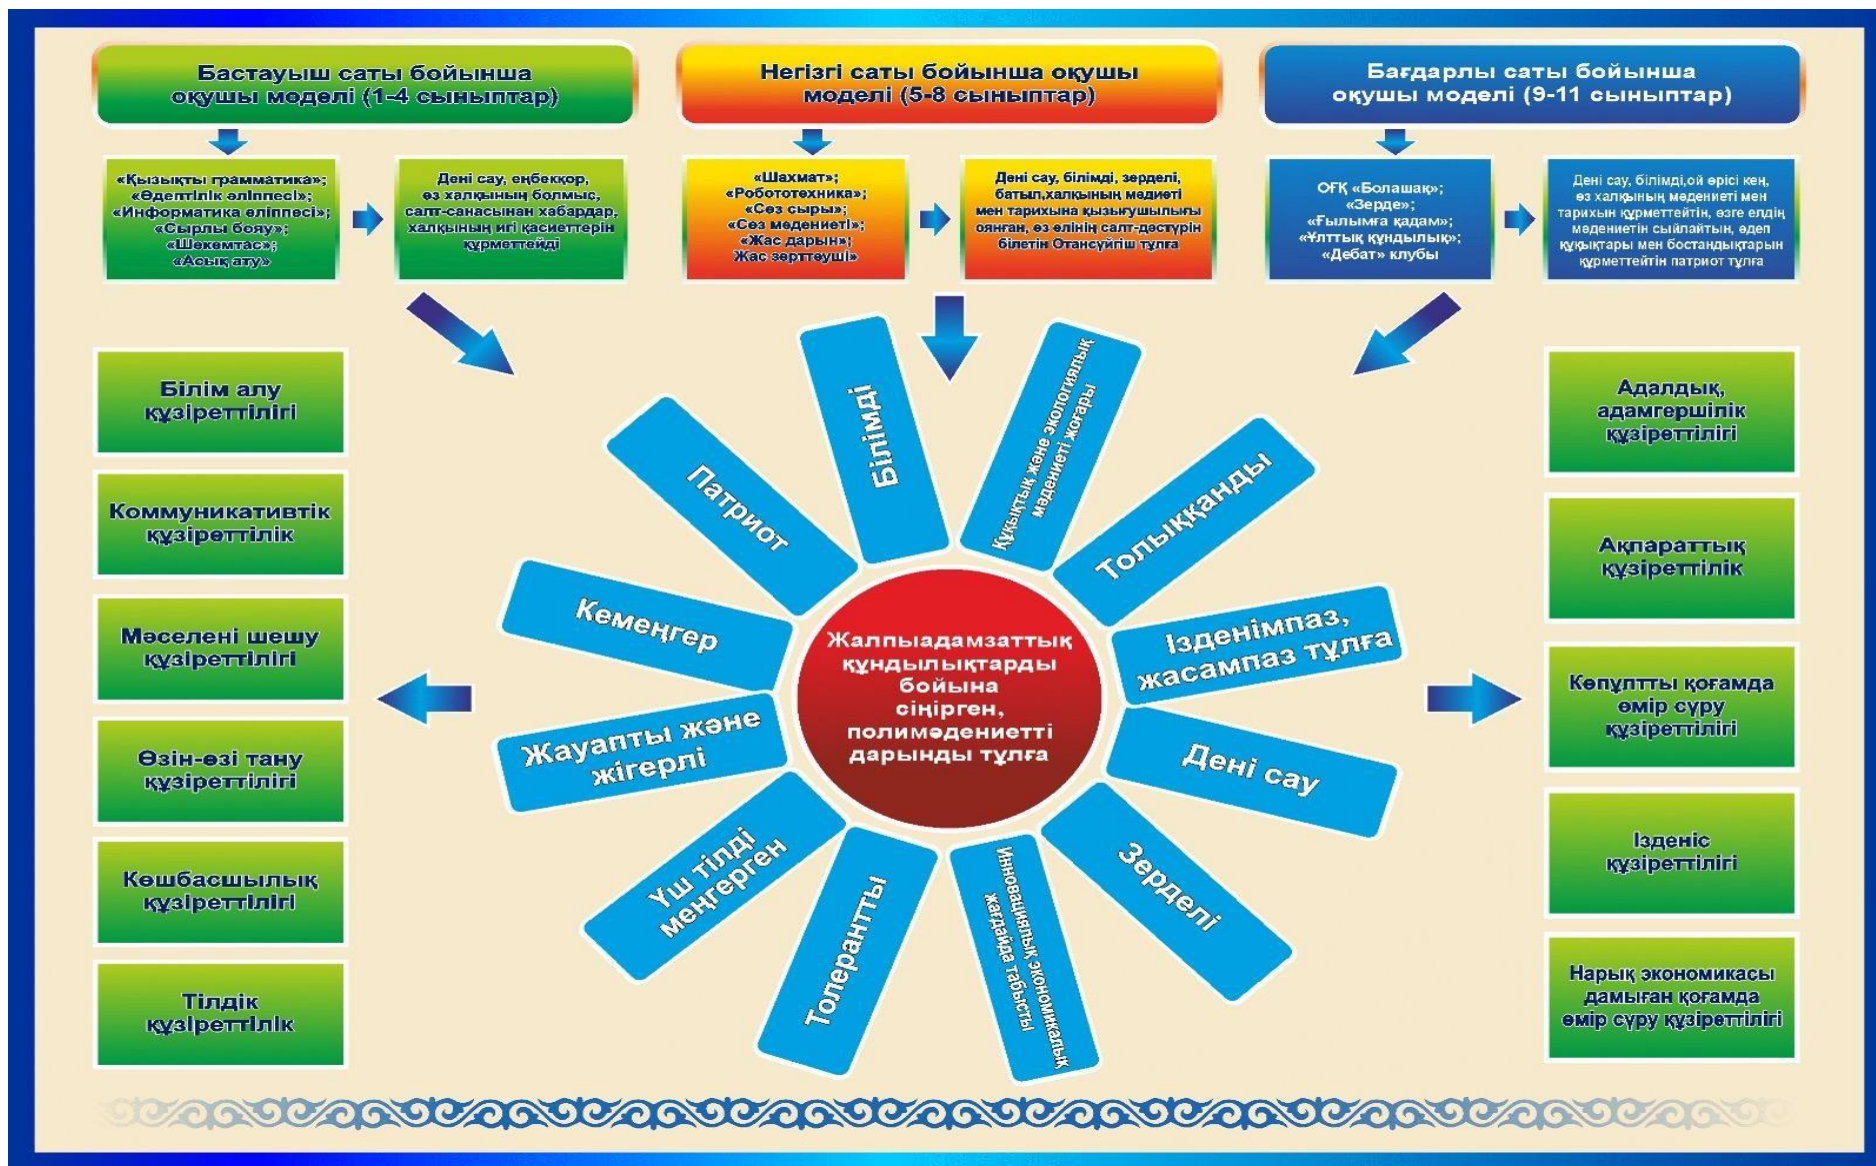 Бастауыш саты бойынша
оқушы моделі (1-4 сыныптар)
Негізгі саты бойынша оқушы
моделі (5-8 сыныптар)
Бағдарлы саты бойынша
оқушы моделі (9-11 сыныптар)
«Қызықты грамматика»;
«Әдептілік әліппесі»;
«Информатика әліппесі»;
«Сырлы бояу»;
«Шекемтас»;
«Асық ату»
Дені сау, еңбекқор,
өз халқының болмыс,
салт-санасынан хабардар,
халқының игі қасиеттерін
құрметтейді
«Шахмат»;
«Робототехника»;
«Сөз сыры»;
«Сөз мәдениеті»;
«Жас дарын»;
Жас зерттеуші»
Дені сау, білімді, зерделі,
батыл,халқының мәдиеті
мен тарихына қызығушылығы
оянған, өз елінің салт-дәстүрін
білетін Отансүйгіш тұлға
ОҒҚ «Болашақ»;
«Зерде»;
«Ғылымға қадам»;
«Ұлттық құндылық»;
«Дебат» клубы
Дені сау, білімді,ой өрісі кең,
өз халқының мәдениеті мен
тарихын құрметтейтін, өзге елдің
мәдениетін сыйлайтын, әдеп
құқықтары мен бостандықтарын
құрметтейтін патриот тұлға
Білім алу
құзіреттілігі
Коммуникативтік
құзіреттілік
Мәселені шешу
құзіреттілігі
Өзін-өзі тану
құзіреттілігі
Көшбасшылық
құзіреттілігі
Тілдік
құзіреттілік
Білімді
Құқықтық және экологиялық
мәдениеті жоғары
Толыққанды
Ізденімпаз,
жасампаз тұлға
Дені сау
Зерделі
Инновациялық экономикалық
жағдайда табысты
Толерантты
Үш тілді
меңгерген
Жауапты және
жігерлі
Кемеңгер
Патриот
Жалпыадамзаттық
құндылықтарды
бойына
сіңірген,
полимәдениетті
дарынды тұлға
Адалдық,
адамгершілік
құзіреттілігі
Ақпараттық
құзіреттілік
Көпұлтты қоғамда
өмір сүру
құзіреттілігі
Ізденіс
құзіреттілігі
Нарық экономикасы
дамыған қоғамда
өмір сүру құзіреттілігі